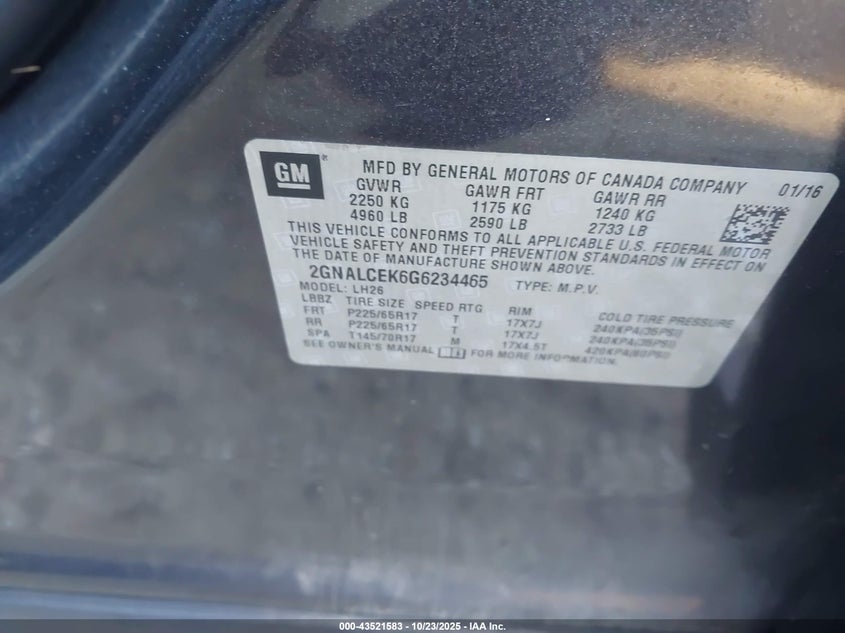 GM
MFD BY GENERAL MOTORS OF CANADA COMPANY 01/16
GVWR GAWR FRT GAWR RR
2250 KG 1175 KG 1240 KG
4960 LB 2590 LB 2733 LB
THIS VEHICLE CONFORMS TO ALL APPLICABLE U.S. FEDERAL MOTOR
VEHICLE SAFETY AND THEFT PREVENTION STANDARDS IN EFFECT ON
THE DATE OF MANUFACTURE SHOWN ABOVE.
2GNALCEK6G6234465 TYPE: M.P.V.
MODEL: LH26
LBBZ TIRE SIZE SPEED RTG RIM COLD TIRE PRESSURE
FRT P225/65R17 T 17X7J 240KPA(35PSI)
RR P225/65R17 T 17X7J 240KPA(35PSI)
SPA T145/70R17 M 17X4.5T 420KPA(60PSI)
SEE OWNER'S MANUAL FOR MORE INFORMATION.
000-43521583 - 10/23/2025 - IAA Inc.